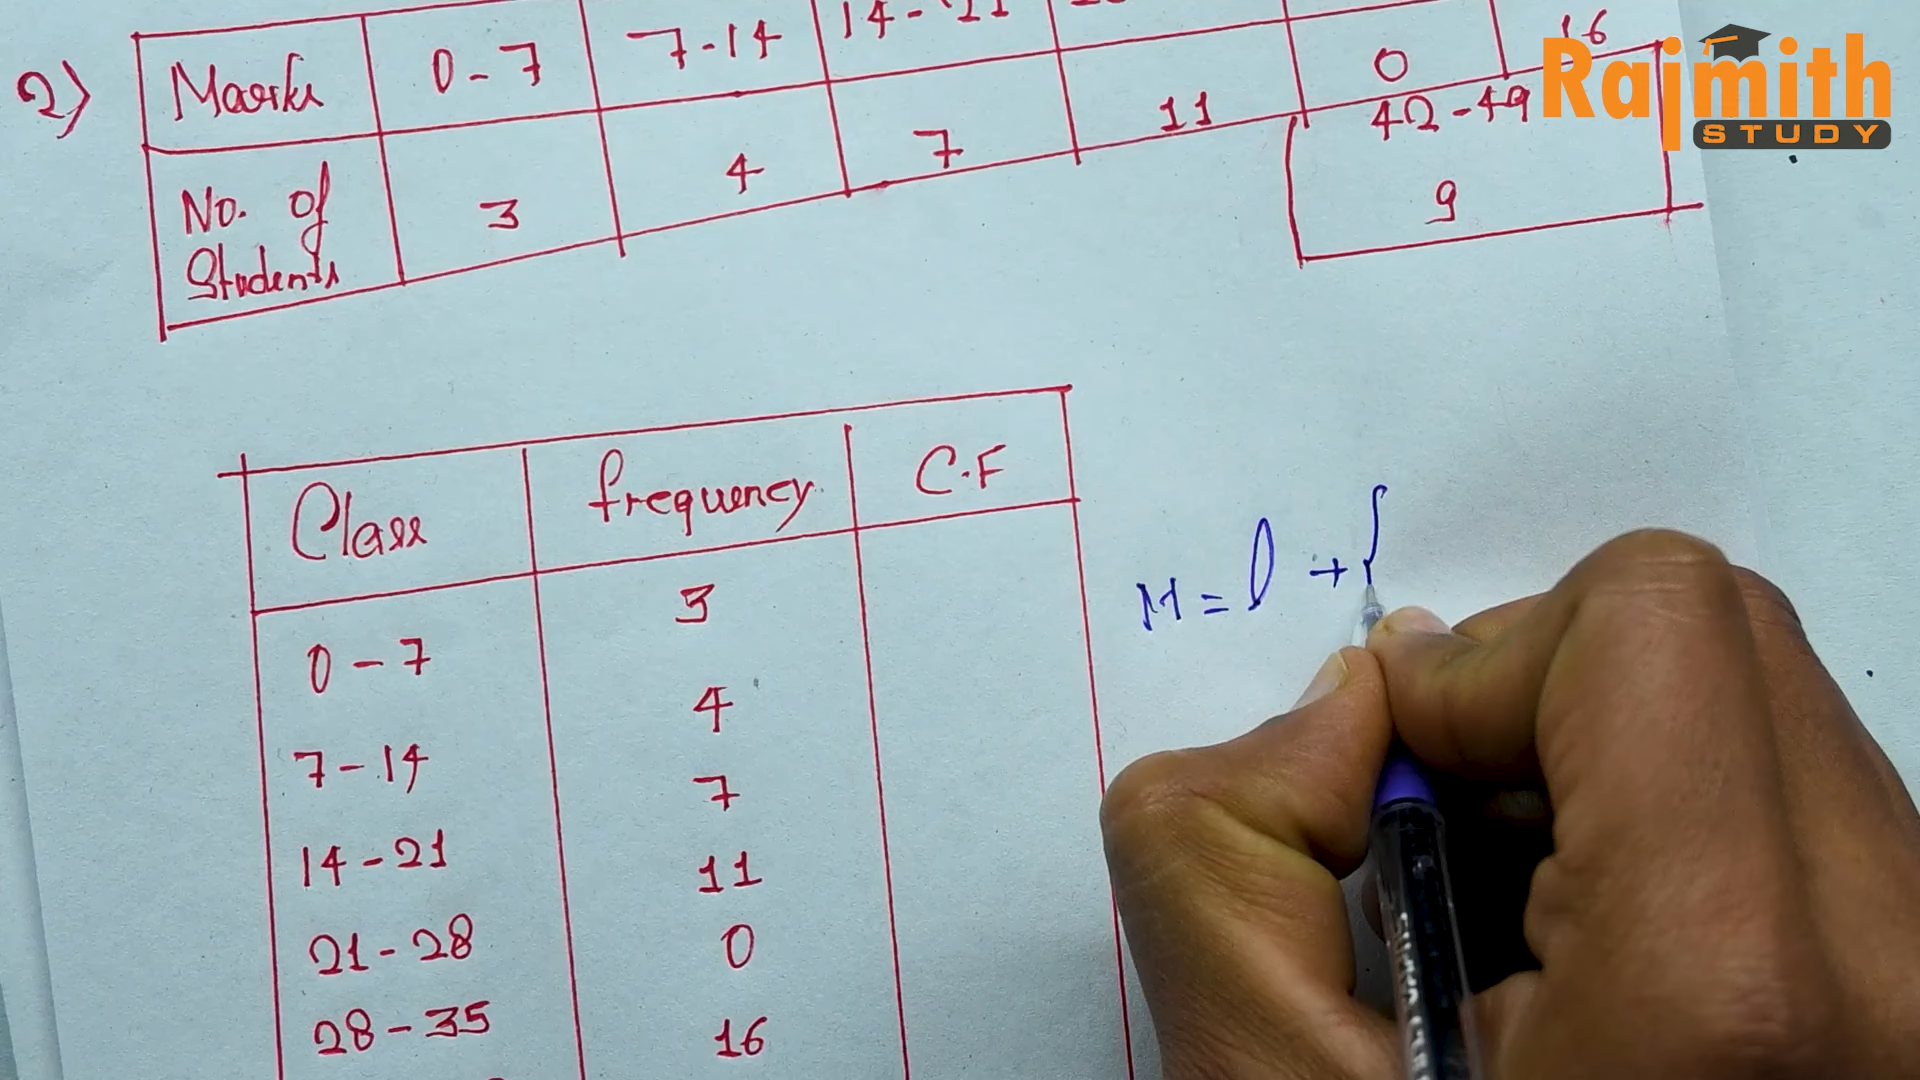 2) Marks 0-7 7-14 14-21
No. of Students 3 4 7 11 0 16
42-49
9
Rajmith
STUDY
Class frequency C.F
0-7 3
7-14 4
14-21 7
21-28 11
28-35 0
16
M = l + {